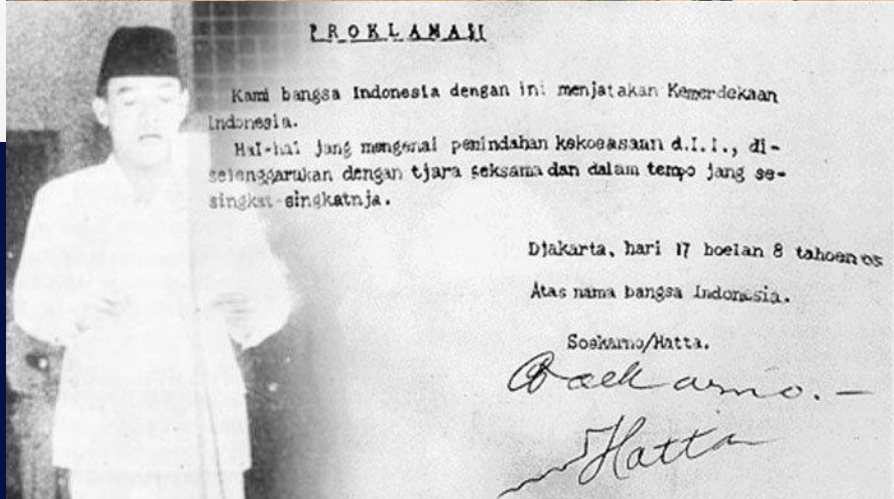 PROKLAMASI
Kami bangsa Indonesia dengan ini menjatakan Kemerdekaan
Indonesia.
Hal-hal jang mengenai pemindahan kekoeasaan d.l.l., di-
selenggarakan dengan tjara seksama dan dalam tempo jang se-
singkat-singkatnja.
Djakarta, hari 17 boelan 8 tahoen 05
Atas nama bangsa Indonesia.
Soekarno/Hatta.
Soekarno.—
Hatta